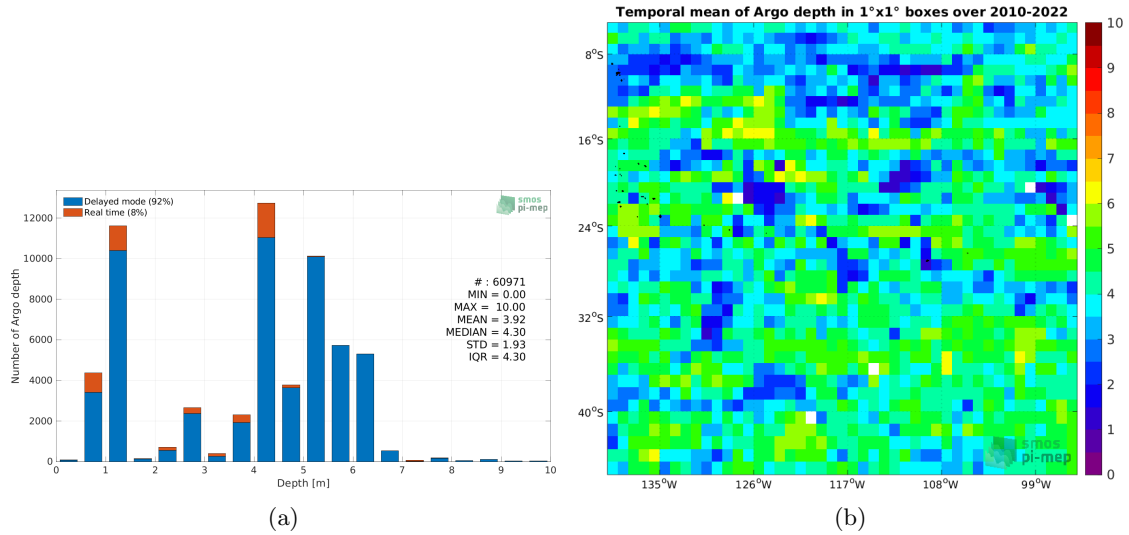 Delayed mode (92%)
Real time (8%)
smos
pi-mep
12000
10000
8000
6000
4000
2000
0
Number of Argo depth
# : 60971
MIN = 0.00
MAX = 10.00
MEAN = 3.92
MEDIAN = 4.30
STD = 1.93
IQR = 4.30
0 1 2 3 4 5 6 7 8 9 10
Depth [m]
(a)
Temporal mean of Argo depth in 1°x1° boxes over 2010-2022
8°S
16°S
24°S
32°S
40°S
135°W 126°W 117°W 108°W 99°W
10
9
8
7
6
5
4
3
2
1
0
smos
pi-mep
(b)